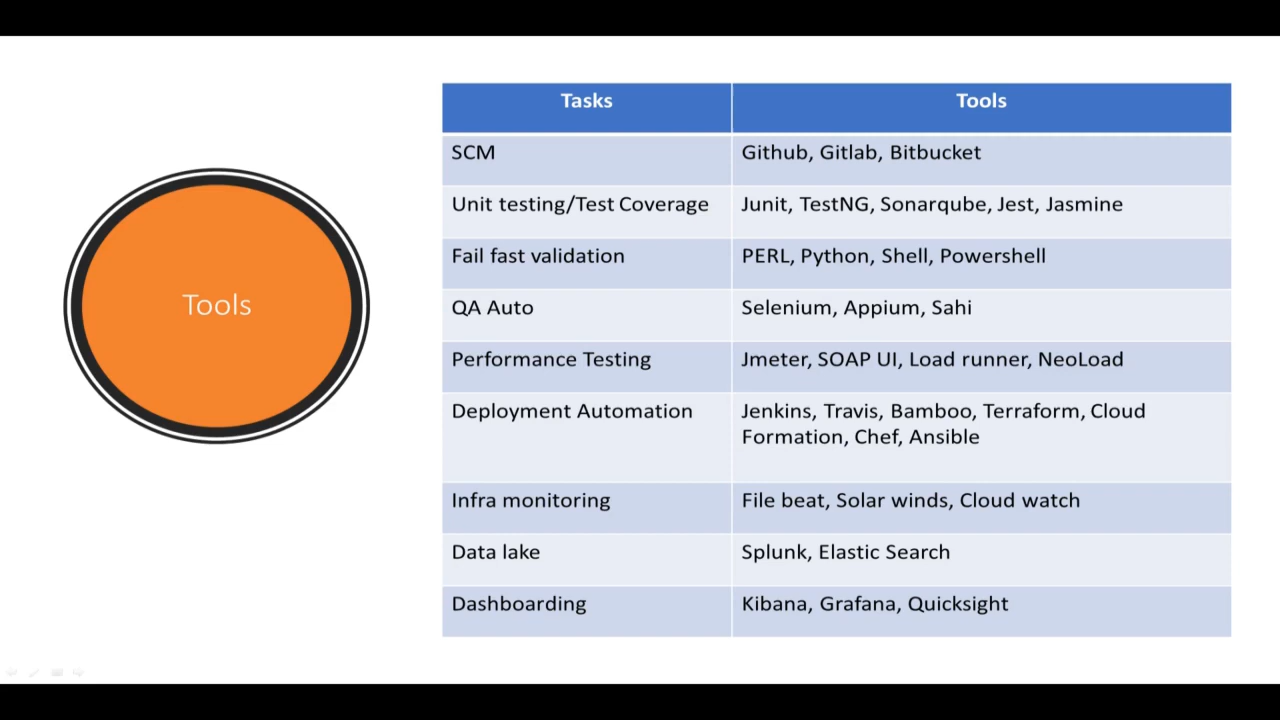 Tools
Tasks Tools
SCM Github, Gitlab, Bitbucket
Unit testing/Test Coverage Junit, TestNG, Sonarqube, Jest, Jasmine
Fail fast validation PERL, Python, Shell, Powershell
QA Auto Selenium, Appium, Sahi
Performance Testing Jmeter, SOAP UI, Load runner, NeoLoad
Deployment Automation Jenkins, Travis, Bamboo, Terraform, Cloud
Formation, Chef, Ansible
Infra monitoring File beat, Solar winds, Cloud watch
Data lake Splunk, Elastic Search
Dashboarding Kibana, Grafana, Quicksight